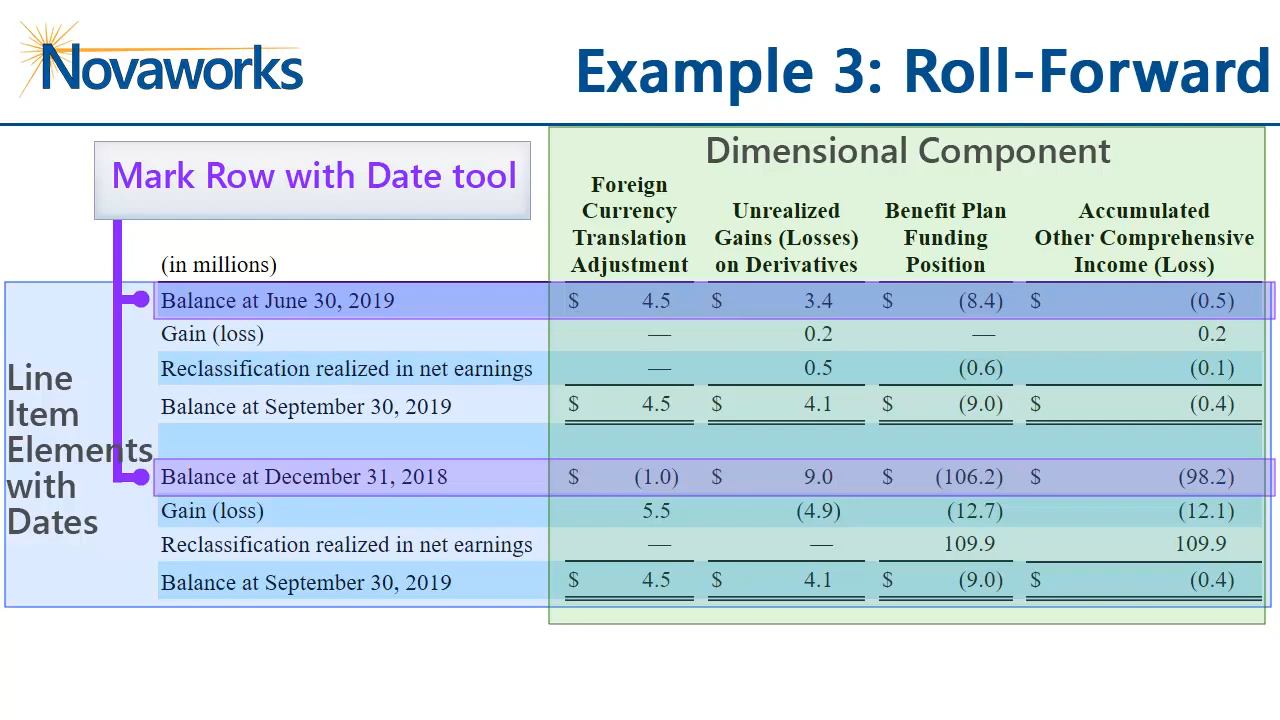 Novaworks
Example 3: Roll-Forward
Mark Row with Date tool
Dimensional Component
Foreign
Currency
Translation
Adjustment
Unrealized
Gains (Losses)
on Derivatives
Benefit Plan
Funding
Position
Accumulated
Other Comprehensive
Income (Loss)
(in millions)
Line
Item
Elements
with
Dates
Balance at June 30, 2019 $ 4.5 $ 3.4 $ (8.4) $ (0.5)
Gain (loss) — 0.2 — 0.2
Reclassification realized in net earnings — 0.5 (0.6) (0.1)
Balance at September 30, 2019 $ 4.5 $ 4.1 $ (9.0) $ (0.4)
Balance at December 31, 2018 $ (1.0) $ 9.0 $ (106.2) $ (98.2)
Gain (loss) 5.5 (4.9) (12.7) (12.1)
Reclassification realized in net earnings — — 109.9 109.9
Balance at September 30, 2019 $ 4.5 $ 4.1 $ (9.0) $ (0.4)